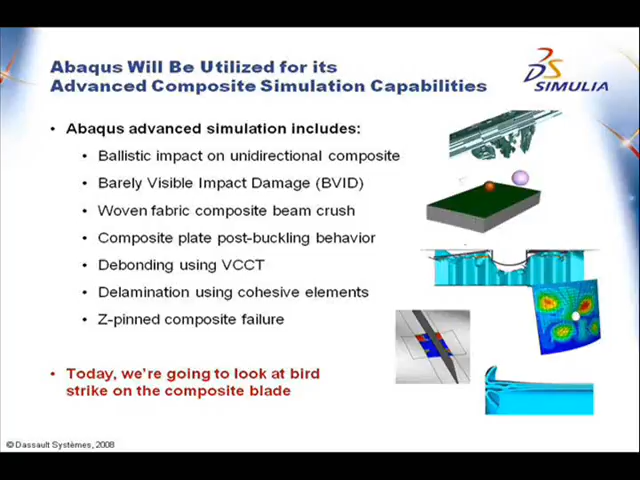 Abaqus Will Be Utilized for its
Advanced Composite Simulation Capabilities
SIMULIA
• Abaqus advanced simulation includes:
• Ballistic impact on unidirectional composite
• Barely Visible Impact Damage (BVID)
• Woven fabric composite beam crush
• Composite plate post-buckling behavior
• Debonding using VCCT
• Delamination using cohesive elements
• Z-pinned composite failure
• Today, we're going to look at bird
strike on the composite blade
© Dassault Systèmes, 2008